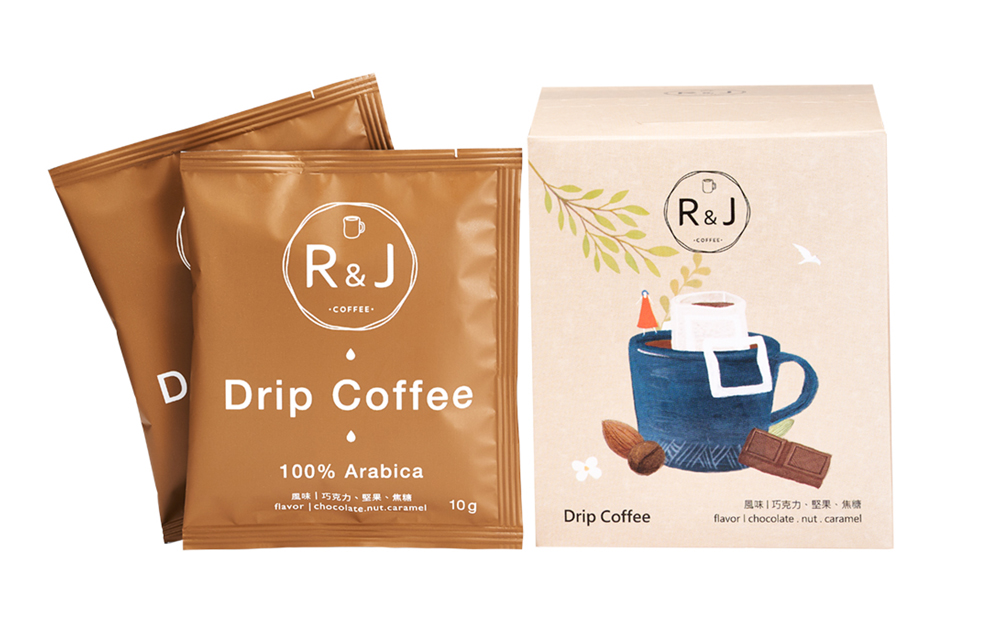 R & J
·COFFEE·
Drip Coffee
100% Arabica
風味 | 巧克力、堅果、焦糖
flavor | chocolate.nut.caramel
10g
D
R & J
R & J
·COFFEE·
Drip Coffee
風味 | 巧克力、堅果、焦糖
flavor | chocolate . nut . caramel